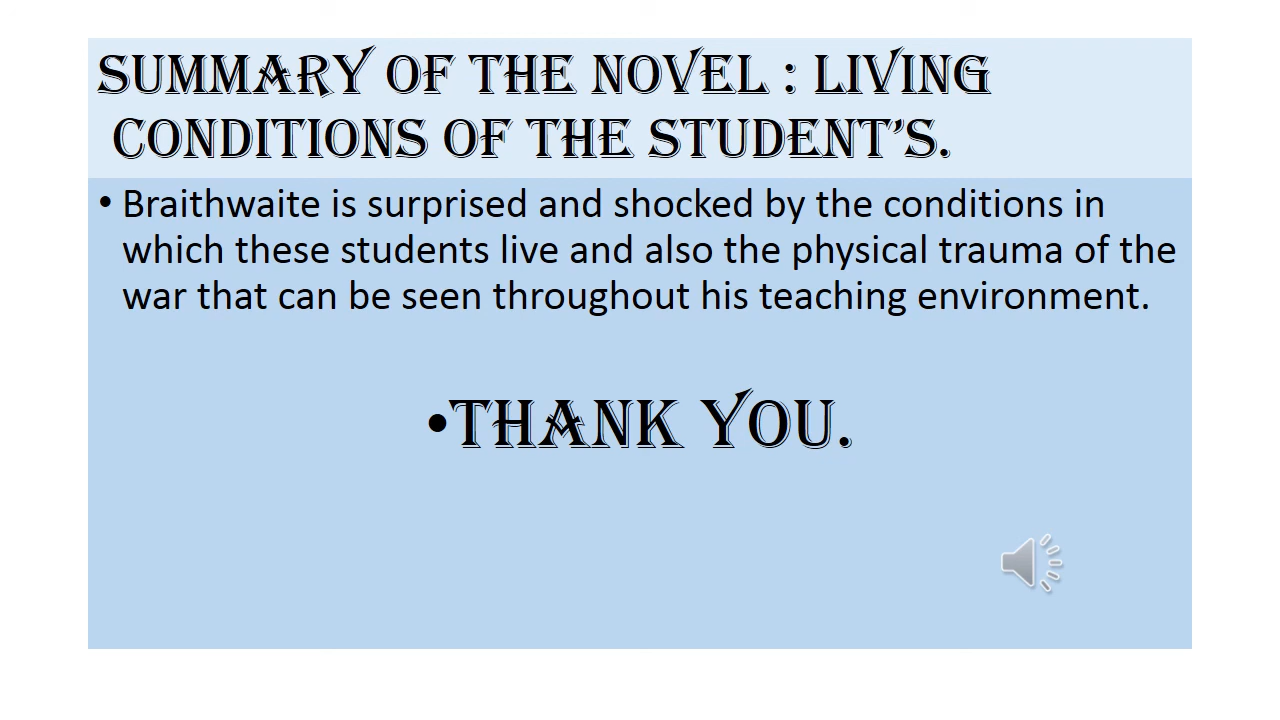 SUMMARY OF THE NOVEL : LIVING
CONDITIONS OF THE STUDENT’S.
• Braithwaite is surprised and shocked by the conditions in
which these students live and also the physical trauma of the
war that can be seen throughout his teaching environment.
•THANK YOU.